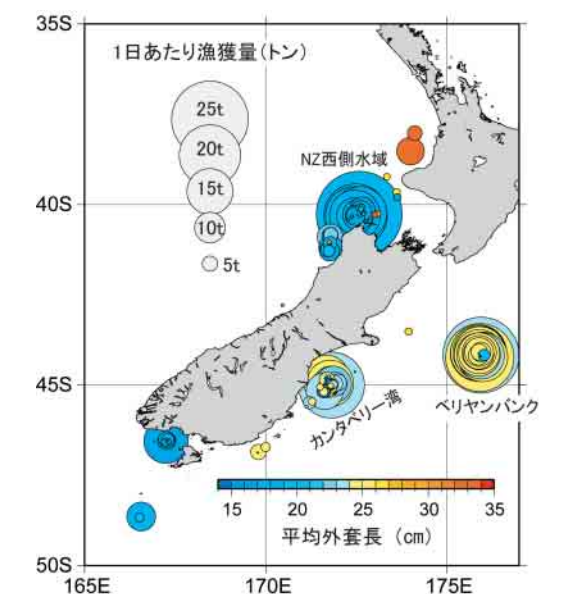 35S
1日あたり漁獲量(トン)
25t
20t
15t
10t
5t
NZ西側水域
40S
45S
カンタベリー湾
ベリヤンバンク
15 20 25 30 35
平均外套長 (cm)
50S
165E 170E 175E